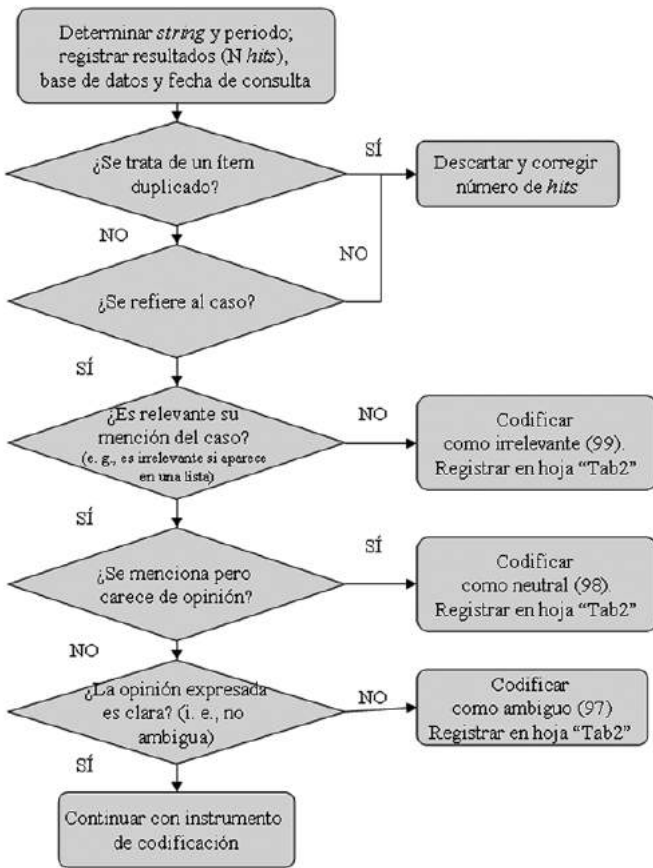 Determinar string y periodo;
registrar resultados (N hits),
base de datos y fecha de consulta
¿Se trata de un ítem
duplicado?
SÍ
Descartar y corregir
número de hits
NO
NO
¿Se refiere al caso?
SÍ
¿Es relevante su
mención del caso?
(e. g., es irrelevante si aparece
en una lista)
NO
Codificar
como irrelevante (99).
Registrar en hoja “Tab2”
SÍ
¿Se menciona pero
carece de opinión?
SÍ
Codificar
como neutral (98).
Registrar en hoja “Tab2”
NO
¿La opinión expresada
es clara? (i. e., no
ambigua)
NO
Codificar
como ambiguo (97)
Registrar en hoja “Tab2”
SÍ
Continuar con instrumento
de codificación